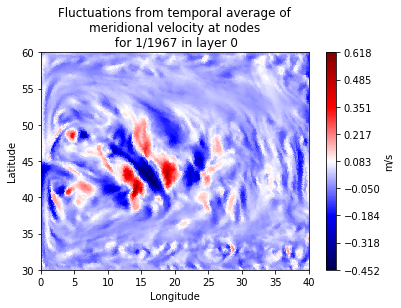 Fluctuations from temporal average of
meridional velocity at nodes
for 1/1967 in layer 0
60
55
50
45
40
35
30
Latitude
0 5 10 15 20 25 30 35 40
Longitude
0.618
0.485
0.351
0.217
0.083
−0.050
−0.184
−0.318
−0.452
m/s